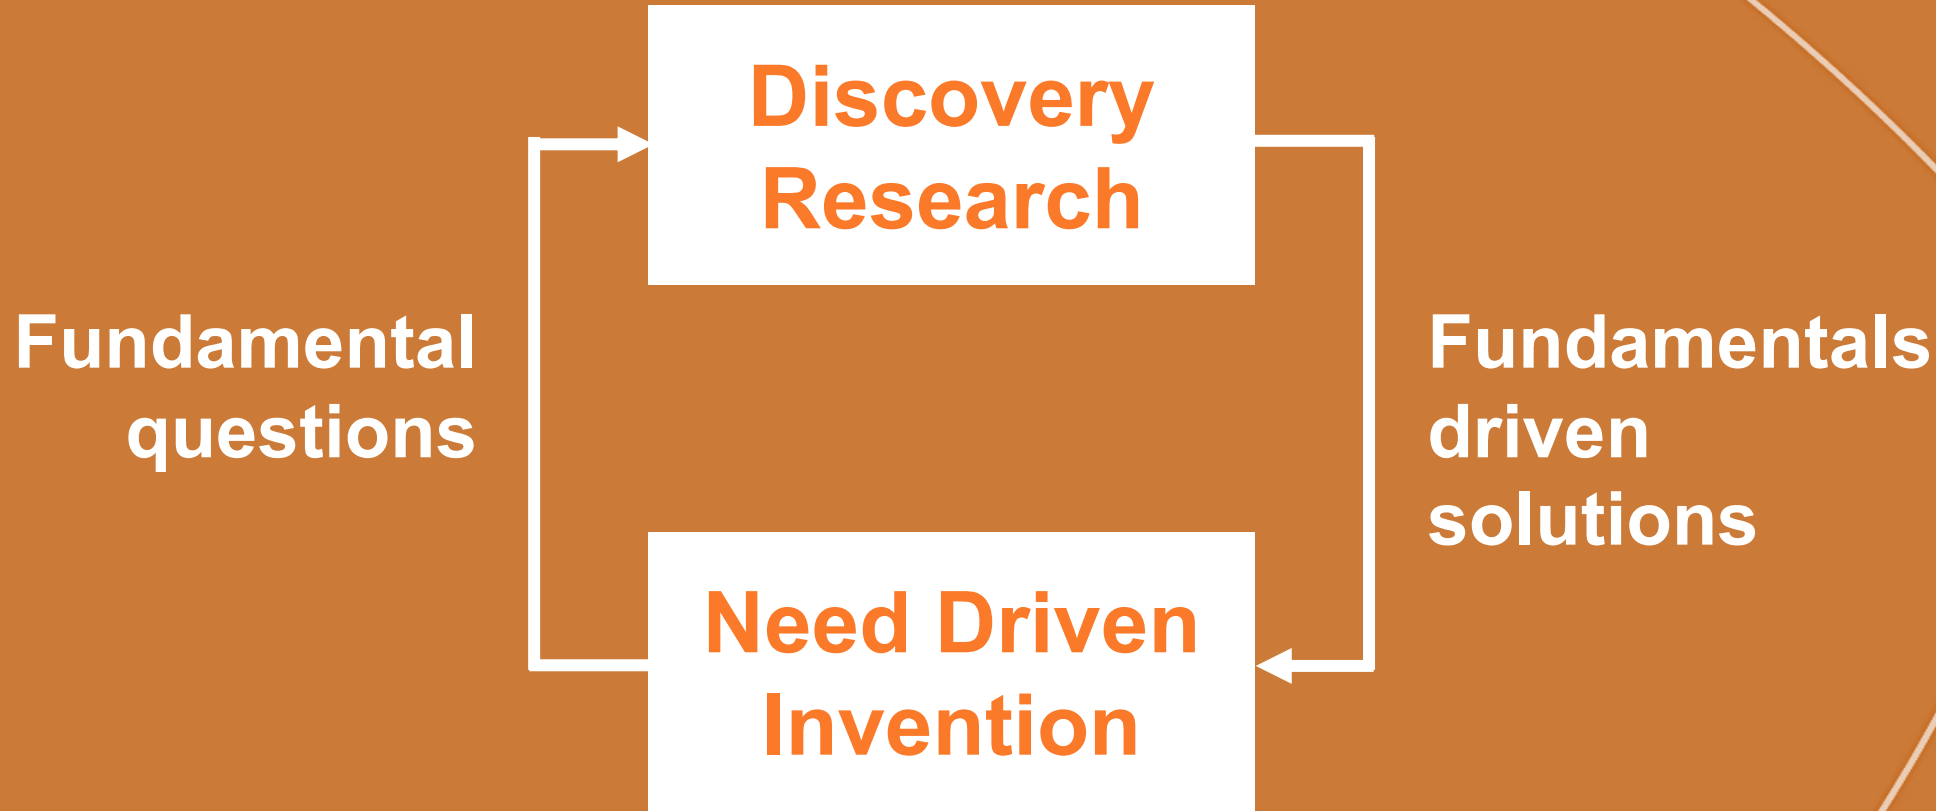 Discovery
Research
Fundamental
questions
Fundamentals
driven
solutions
Need Driven
Invention